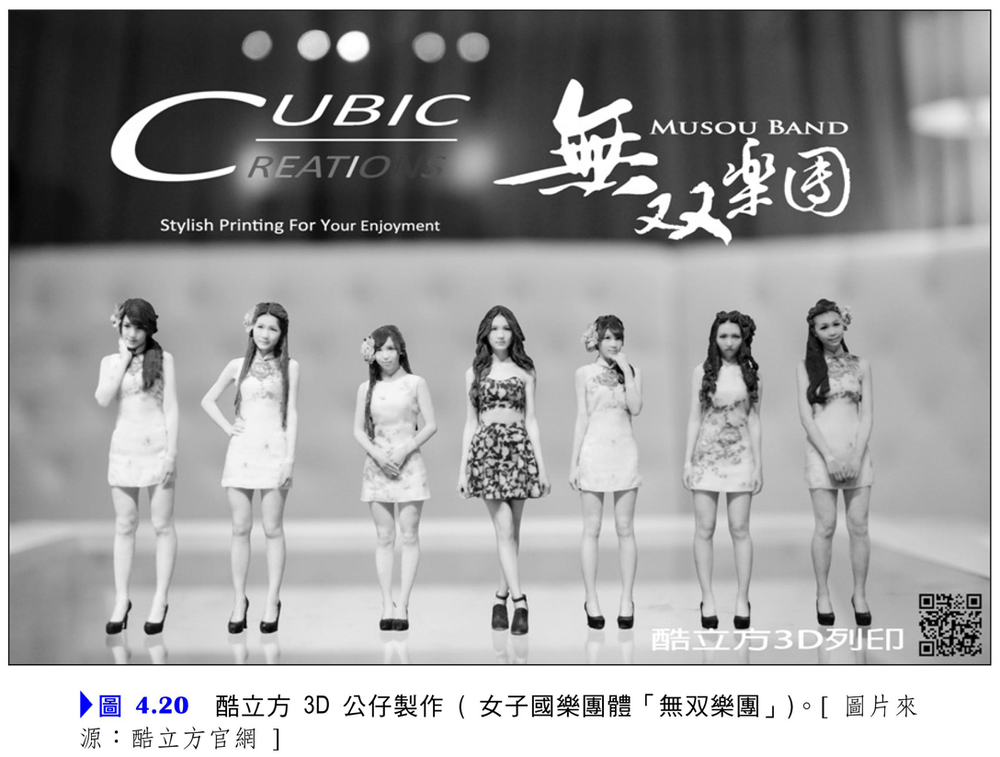 CUBIC
CREATIONS
Stylish Printing For Your Enjoyment
無双樂團
MUSOU BAND
酷立方3D列印
圖 4.20 酷立方 3D 公仔製作 ( 女子國樂團體「無双樂團」)。[ 圖片來
源：酷立方官網 ]